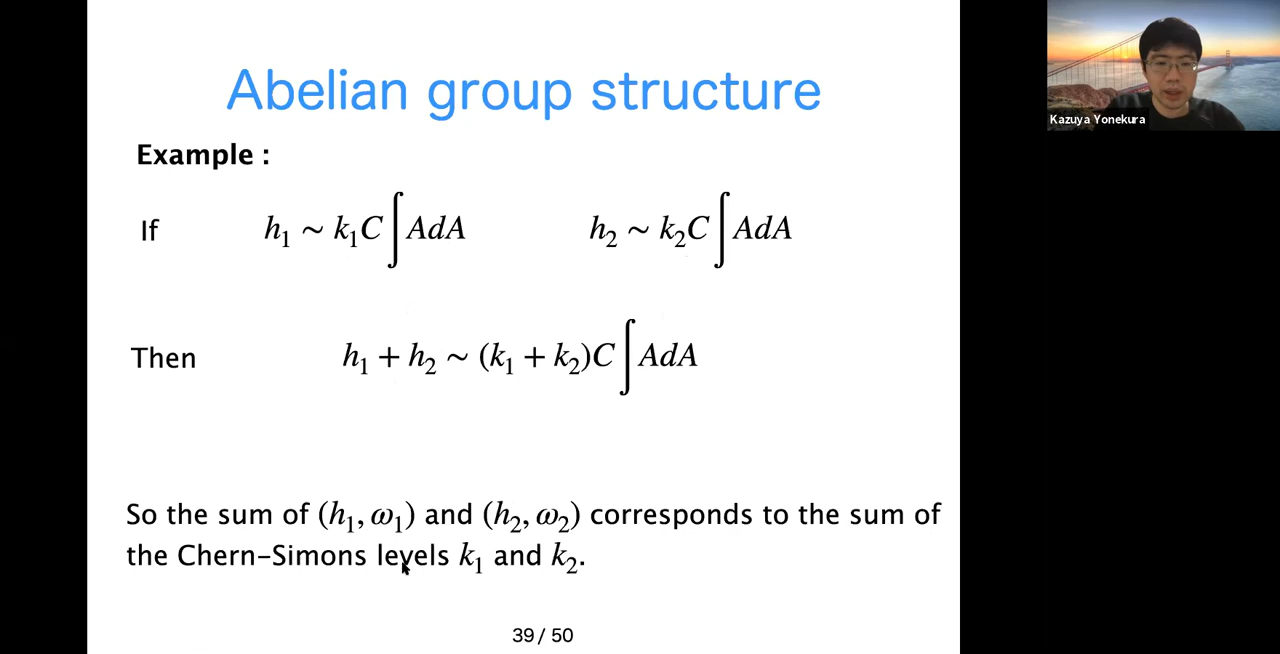 Abelian group structure
Example :
If h₁ ~ k₁C∫AdA h₂ ~ k₂C∫AdA
Then h₁ + h₂ ~ (k₁ + k₂)C∫AdA
So the sum of (h₁, ω₁) and (h₂, ω₂) corresponds to the sum of
the Chern-Simons levels k₁ and k₂.
39 / 50
Kazuya Yonekura